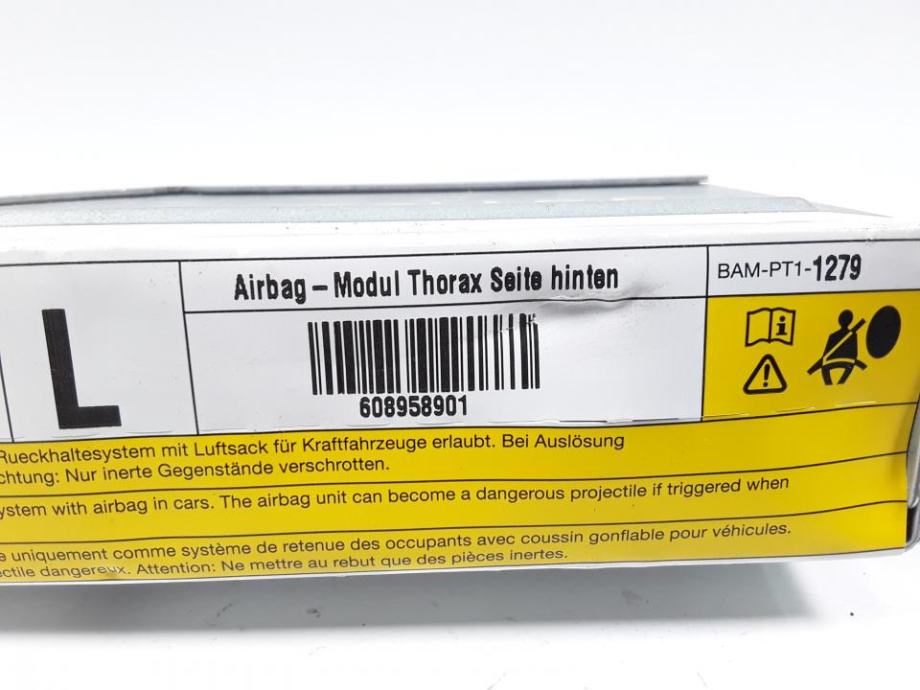 L
Airbag – Modul Thorax Seite hinten
608958901
BAM-PT1-1279
Rueckhaltesystem mit Luftsack für Kraftfahrzeuge erlaubt. Bei Auslösung
Nur inerte Gegenstände verschrotten.
with airbag in cars. The airbag unit can become a dangerous projectile if triggered when
uniquement comme système de retenue des occupants avec coussin gonflable pour véhicules.
dangereux. Attention: Ne mettre au rebut que des pièces inertes.